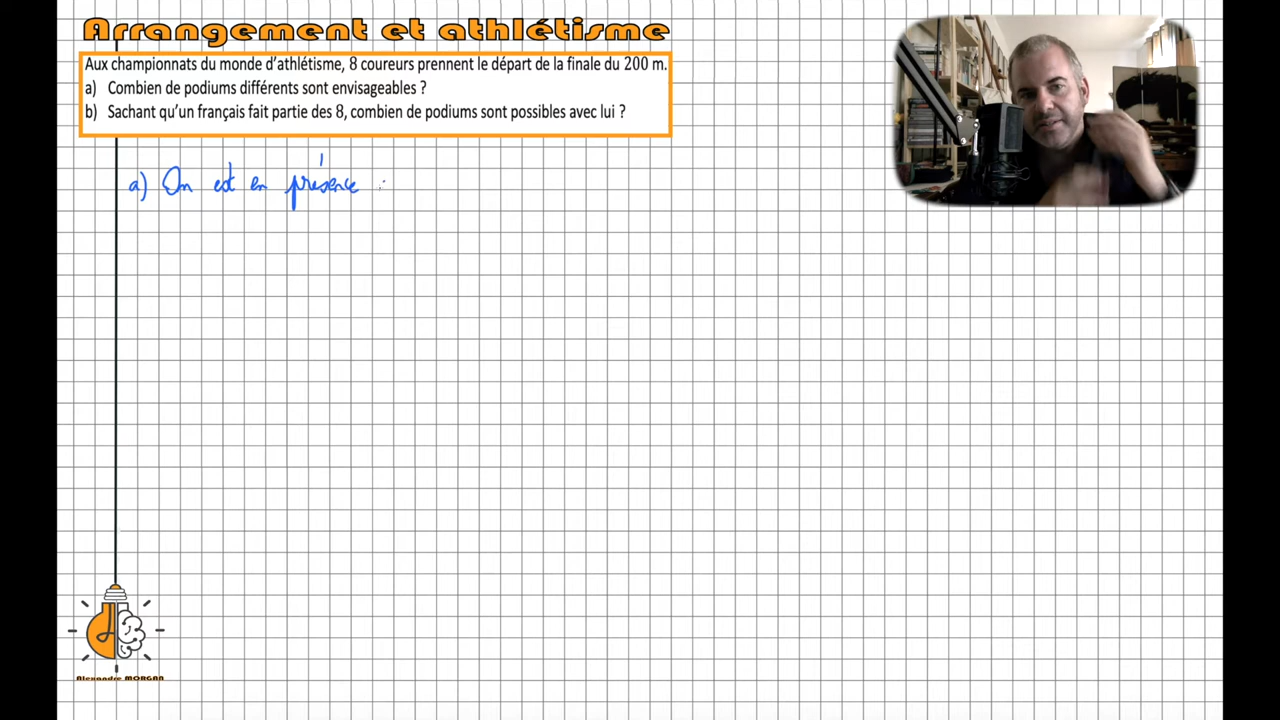 Arrangement et athlétisme
Aux championnats du monde d'athlétisme, 8 coureurs prennent le départ de la finale du 200 m.
a) Combien de podiums différents sont envisageables ?
b) Sachant qu'un français fait partie des 8, combien de podiums sont possibles avec lui ?
a) On est en présence
Alexandre MORGAN